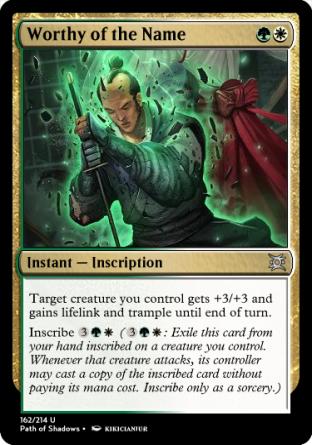 Worthy of the Name
Instant — Inscription
Target creature you control gets +3/+3 and
gains lifelink and trample until end of turn.
Inscribe 3 ( 3 : Exile this card from
your hand inscribed on a creature you control.
Whenever that creature attacks, its controller
may cast a copy of the inscribed card without
paying its mana cost. Inscribe only as a sorcery.)
162/214 U
Path of Shadows • KIKICIANJUR